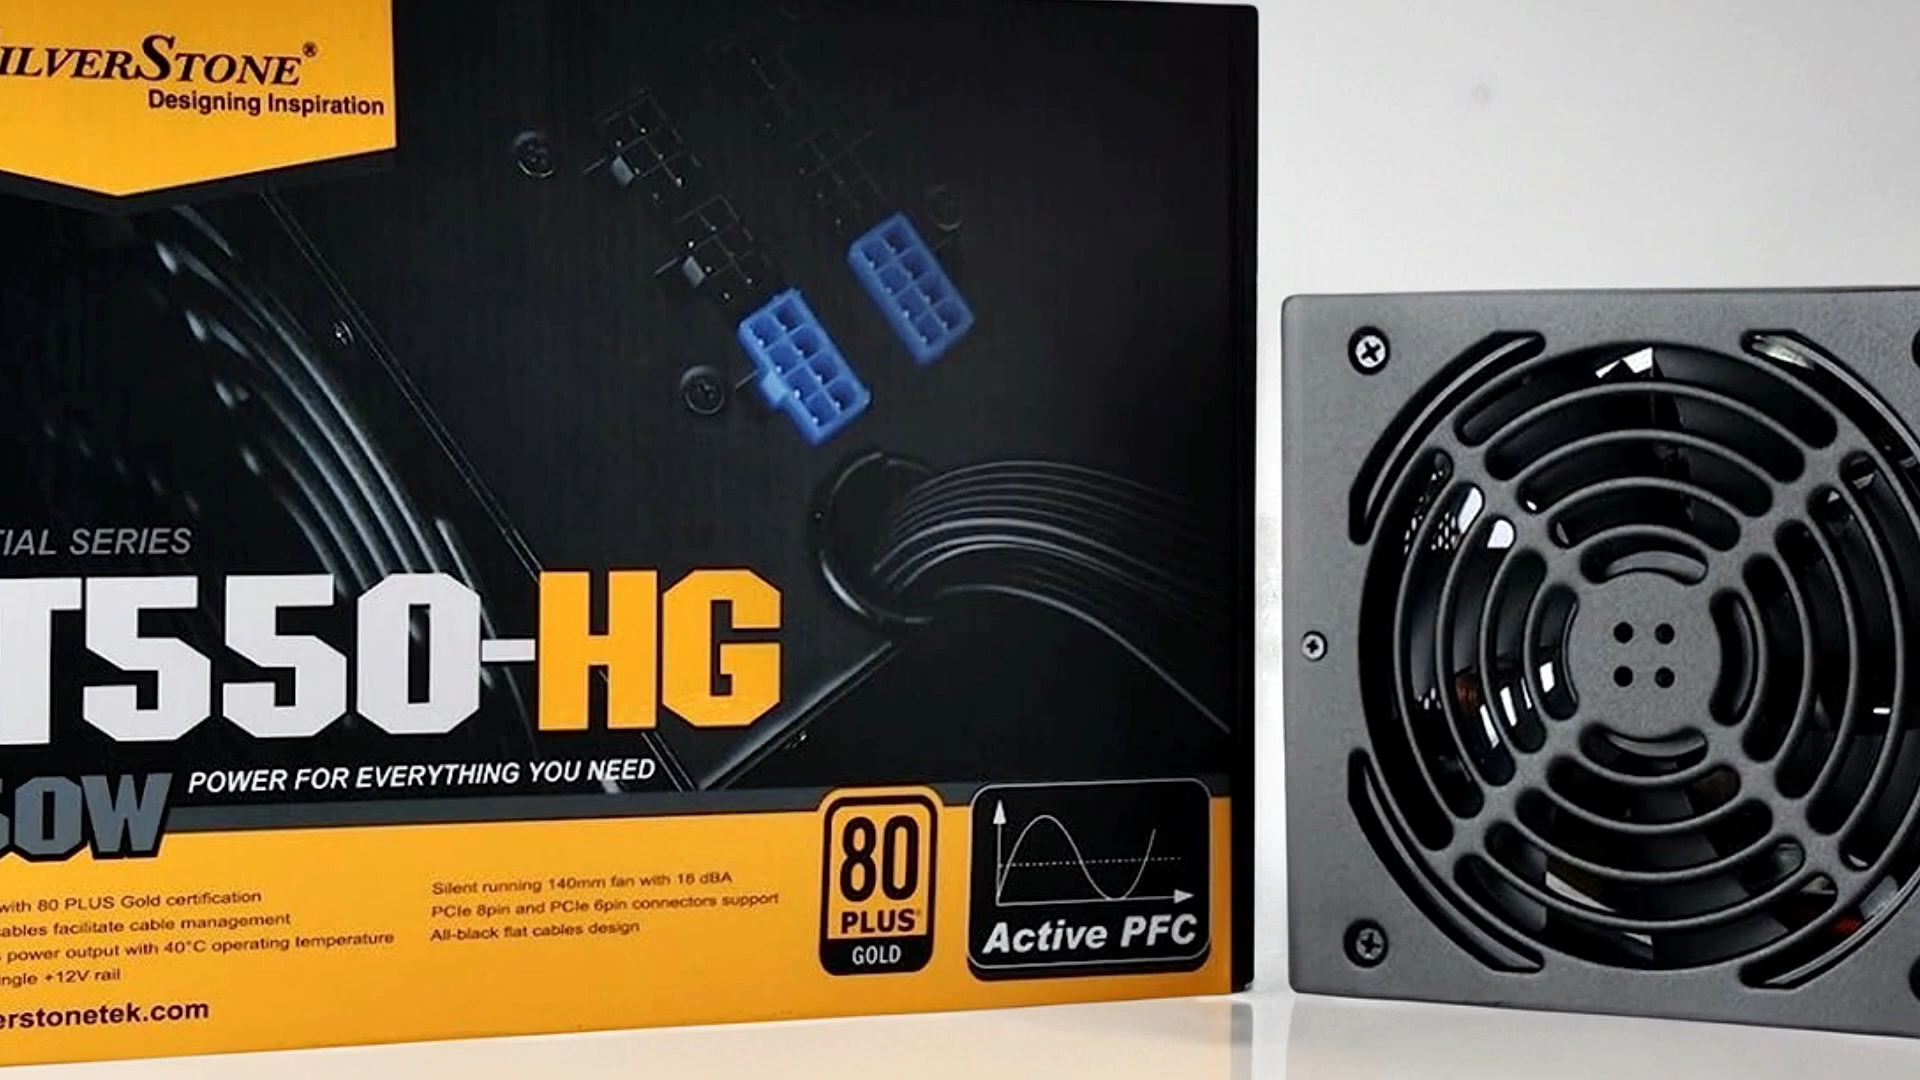 ILVERSTONE®
Designing Inspiration
TIAL SERIES
T550-HG
50W POWER FOR EVERYTHING YOU NEED
with 80 PLUS Gold certification
ables facilitate cable management
power output with 40°C operating temperature
ngle +12V rail
Silent running 140mm fan with 18 dBA
PCIe 8pin and PCIe 6pin connectors support
All-black flat cables design
erstonetek.com
80
PLUS®
GOLD
Active PFC